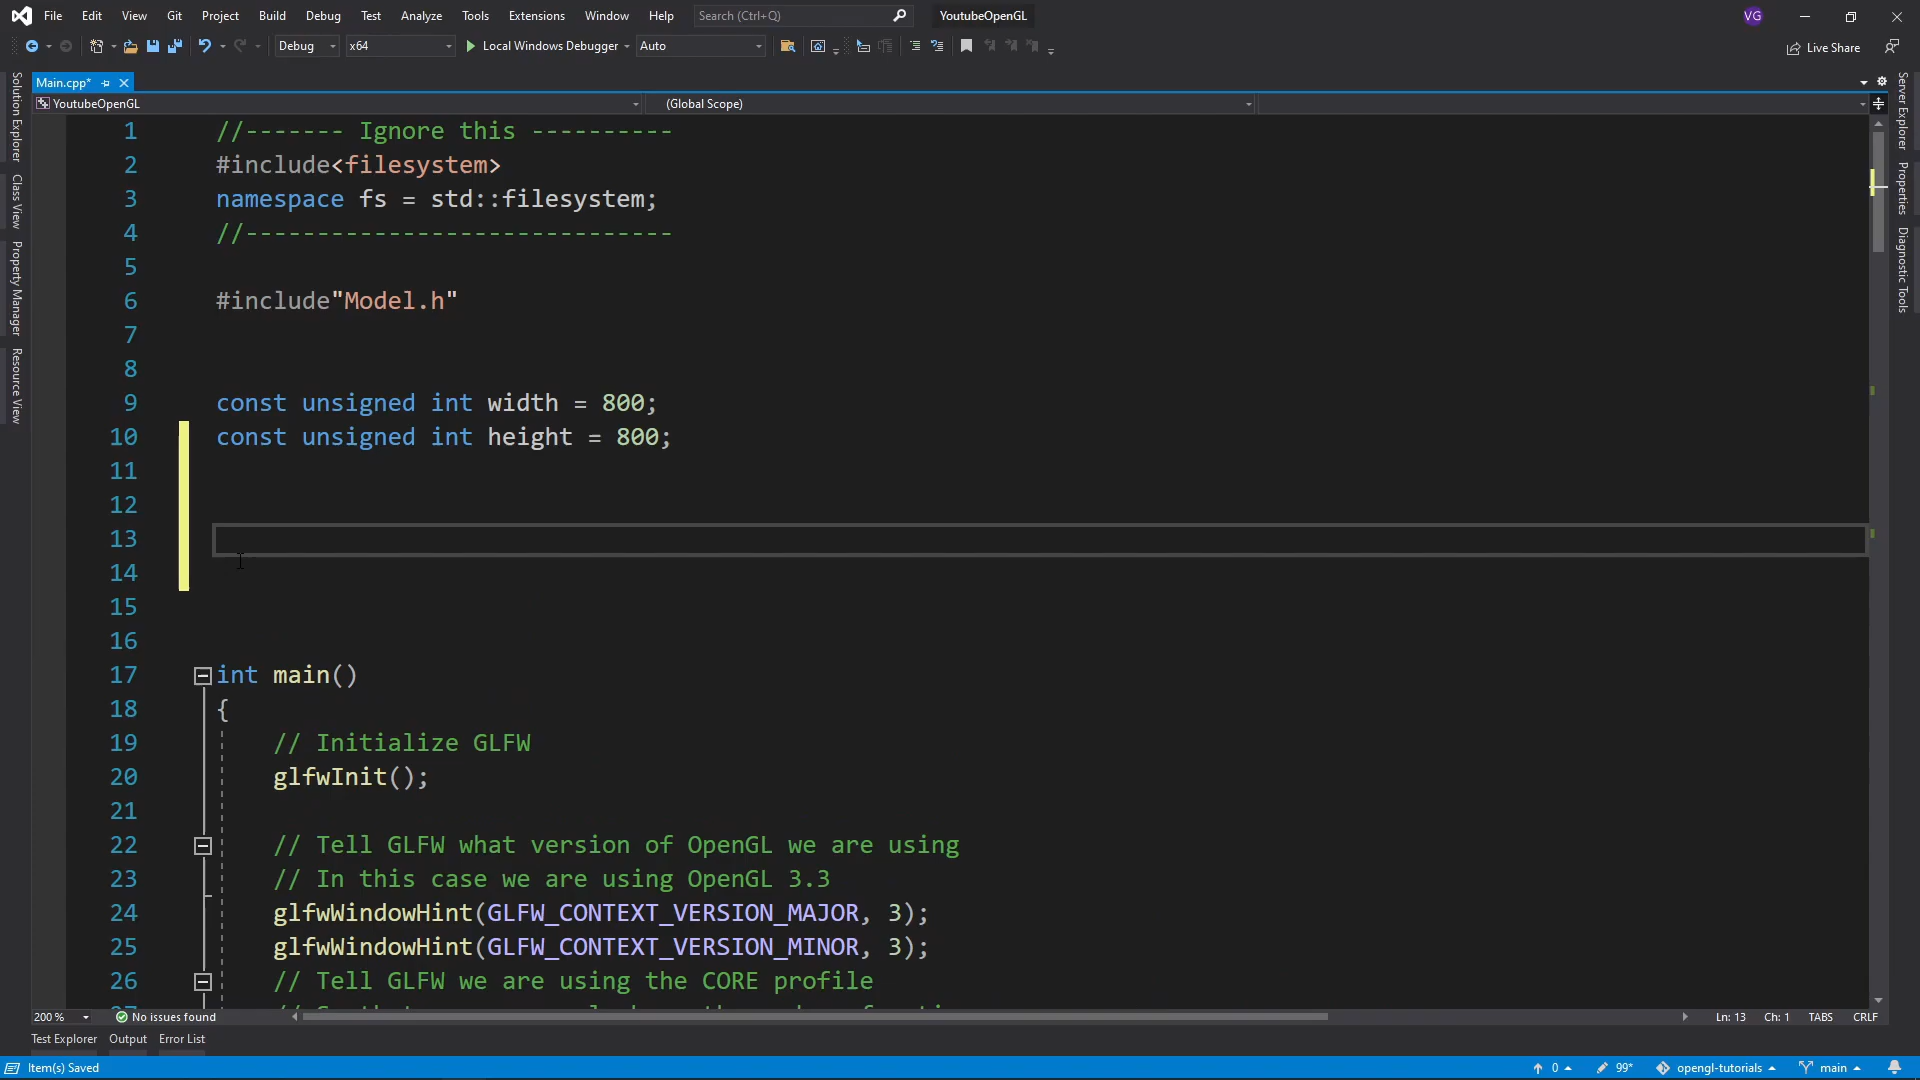 File Edit View Git Project Build Debug Test Analyze Tools Extensions Window Help Search (Ctrl+Q) YoutubeOpenGL VG
Debug x64 Local Windows Debugger Auto Live Share
Main.cpp*
YoutubeOpenGL (Global Scope)
Solution Explorer
Class View
Property Manager
Resource View
1 //------- Ignore this ----------
2 #include<filesystem>
3 namespace fs = std::filesystem;
4 //------------------------------
5
6 #include"Model.h"
7
8
9 const unsigned int width = 800;
10 const unsigned int height = 800;
11
12
13
14
15
16
17 int main()
18 {
19 // Initialize GLFW
20 glfwInit();
21
22 // Tell GLFW what version of OpenGL we are using
23 // In this case we are using OpenGL 3.3
24 glfwWindowHint(GLFW_CONTEXT_VERSION_MAJOR, 3);
25 glfwWindowHint(GLFW_CONTEXT_VERSION_MINOR, 3);
26 // Tell GLFW we are using the CORE profile
Server Explorer
Properties
Diagnostic Tools
200 % No issues found Ln: 13 Ch: 1 TABS CRLF
Test Explorer Output Error List
Item(s) Saved 0 99* opengl-tutorials main